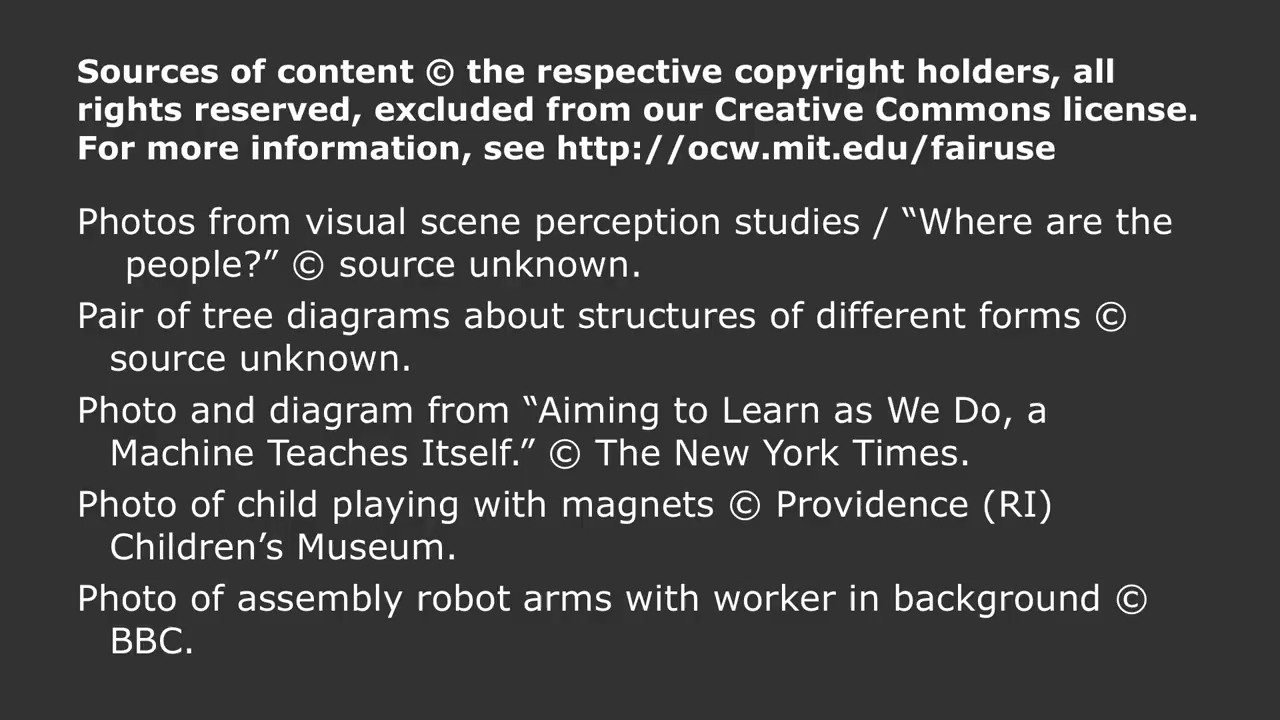 Sources of content © the respective copyright holders, all
rights reserved, excluded from our Creative Commons license.
For more information, see http://ocw.mit.edu/fairuse
Photos from visual scene perception studies / “Where are the
people?” © source unknown.
Pair of tree diagrams about structures of different forms ©
source unknown.
Photo and diagram from “Aiming to Learn as We Do, a
Machine Teaches Itself.” © The New York Times.
Photo of child playing with magnets © Providence (RI)
Children’s Museum.
Photo of assembly robot arms with worker in background ©
BBC.